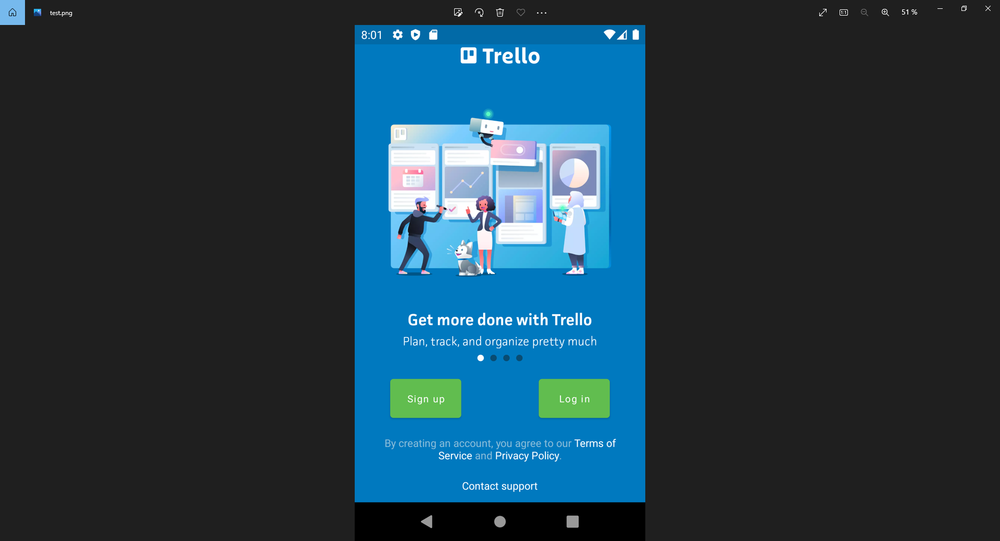 test.png
51 %
8:01
Trello
Get more done with Trello
Plan, track, and organize pretty much
Sign up
Log in
By creating an account, you agree to our Terms of
Service and Privacy Policy.
Contact support